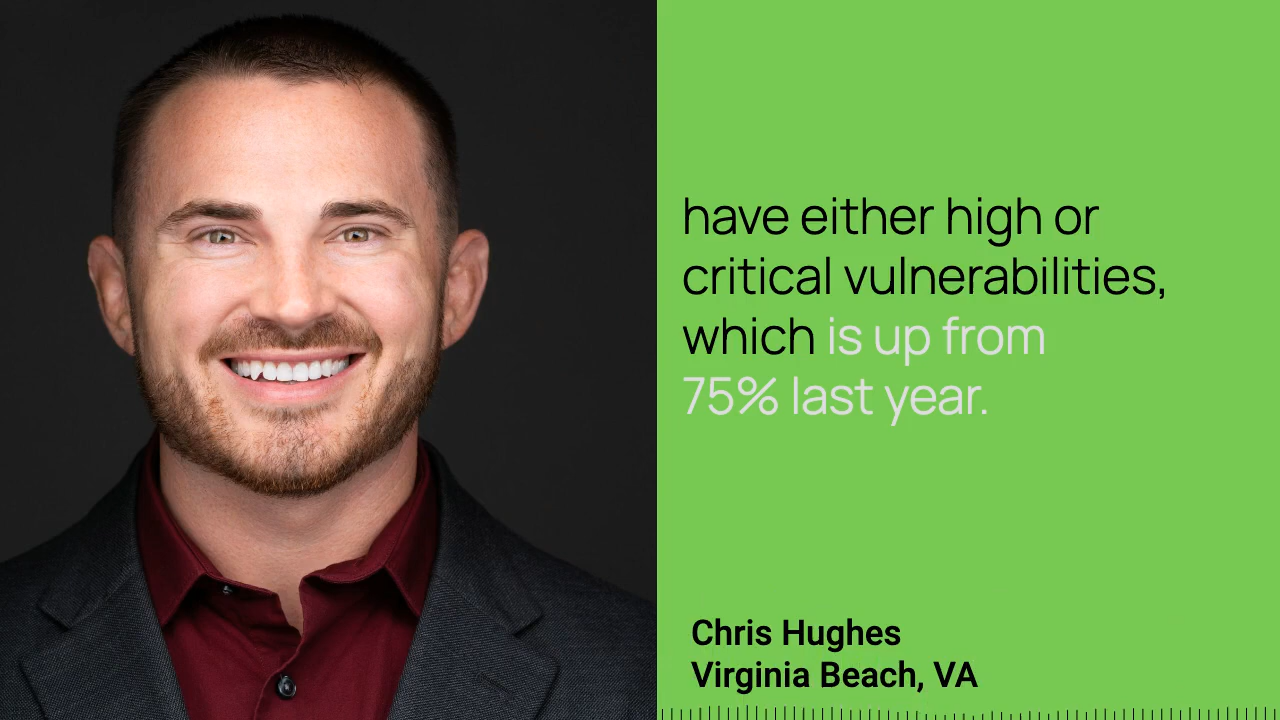 have either high or
critical vulnerabilities,
which is up from
75% last year.
Chris Hughes
Virginia Beach, VA